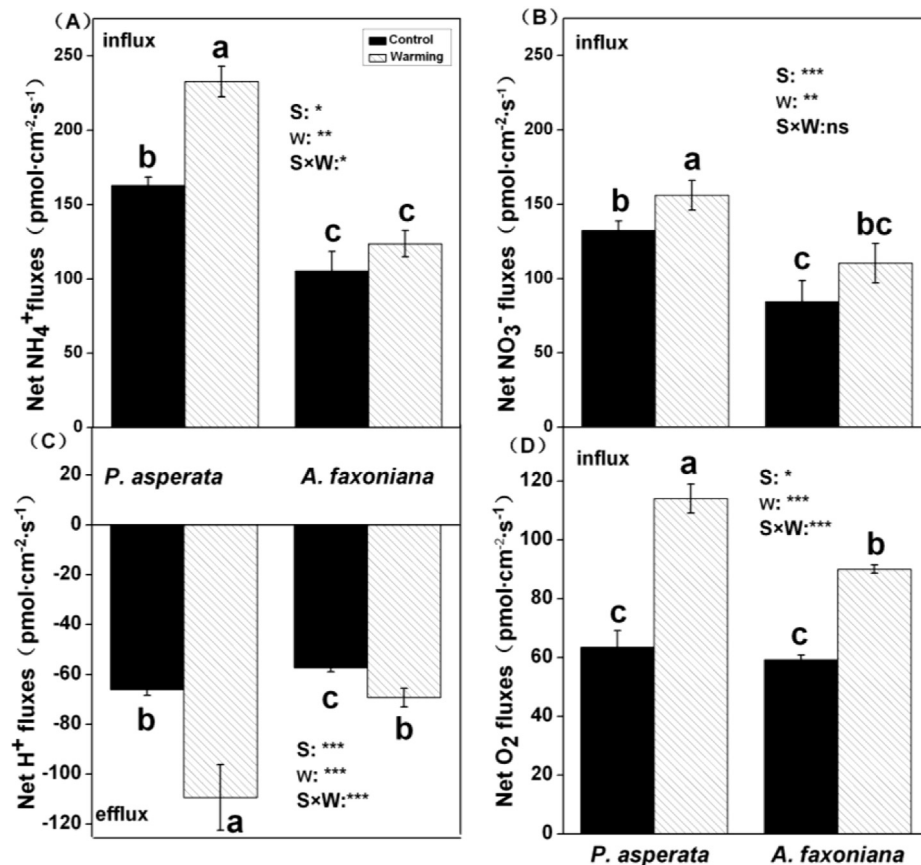 (A)
influx
Control
Warming
a
b
c
c
S: *
W: **
S×W:*
250
200
150
100
50
0
Net NH₄⁺fluxes (pmol·cm⁻²·s⁻¹)
(B)
influx
S: ***
W: **
S×W:ns
b
a
c
bc
250
200
150
100
50
0
Net NO₃⁻ fluxes (pmol·cm⁻²·s⁻¹)
(C)
P. asperata
A. faxoniana
20
0
-20
-40
-60
-80
-100
-120
Net H⁺ fluxes (pmol·cm⁻²·s⁻¹)
b
a
c
b
S: ***
W: ***
S×W:***
efflux
(D)
influx
S: *
W: ***
S×W:***
c
a
c
b
120
100
80
60
40
20
0
Net O₂ fluxes (pmol·cm⁻²·s⁻¹)
P. asperata
A. faxoniana